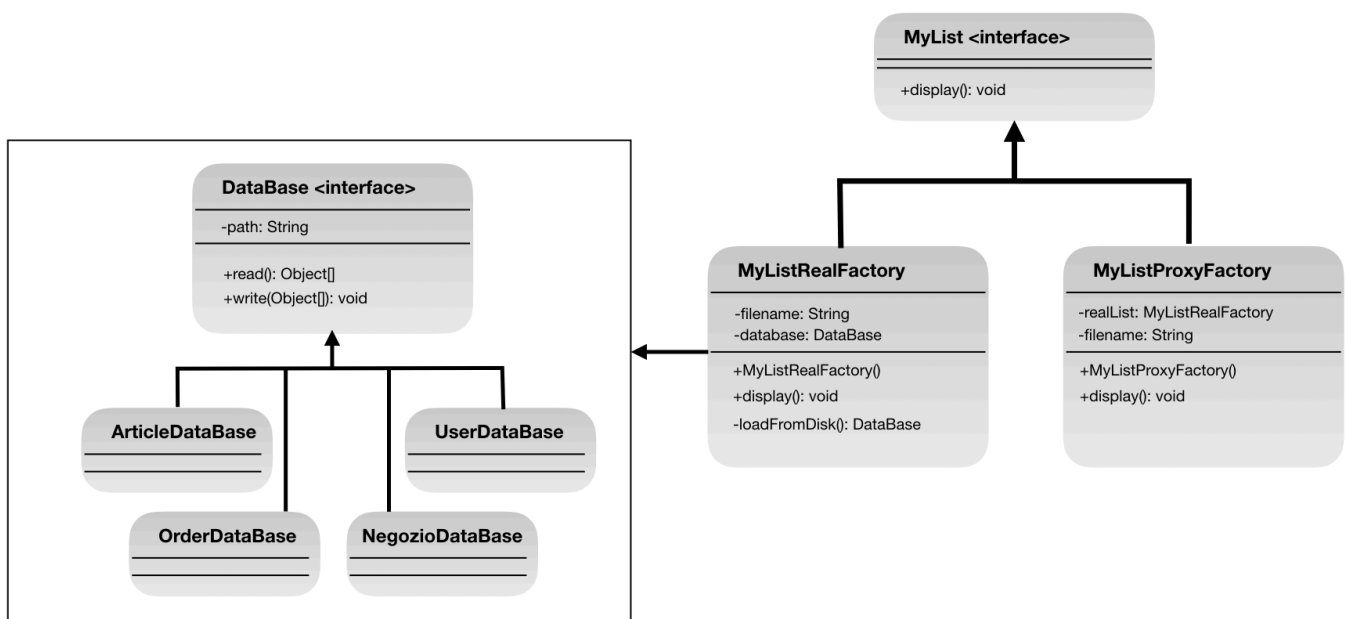 MyList <interface>
+display(): void
DataBase <interface>
-path: String
+read(): Object[]
+write(Object[]): void
ArticleDataBase
UserDataBase
OrderDataBase
NegozioDataBase
MyListRealFactory
-filename: String
-database: DataBase
+MyListRealFactory()
+display(): void
-loadFromDisk(): DataBase
MyListProxyFactory
-realList: MyListRealFactory
-filename: String
+MyListProxyFactory()
+display(): void